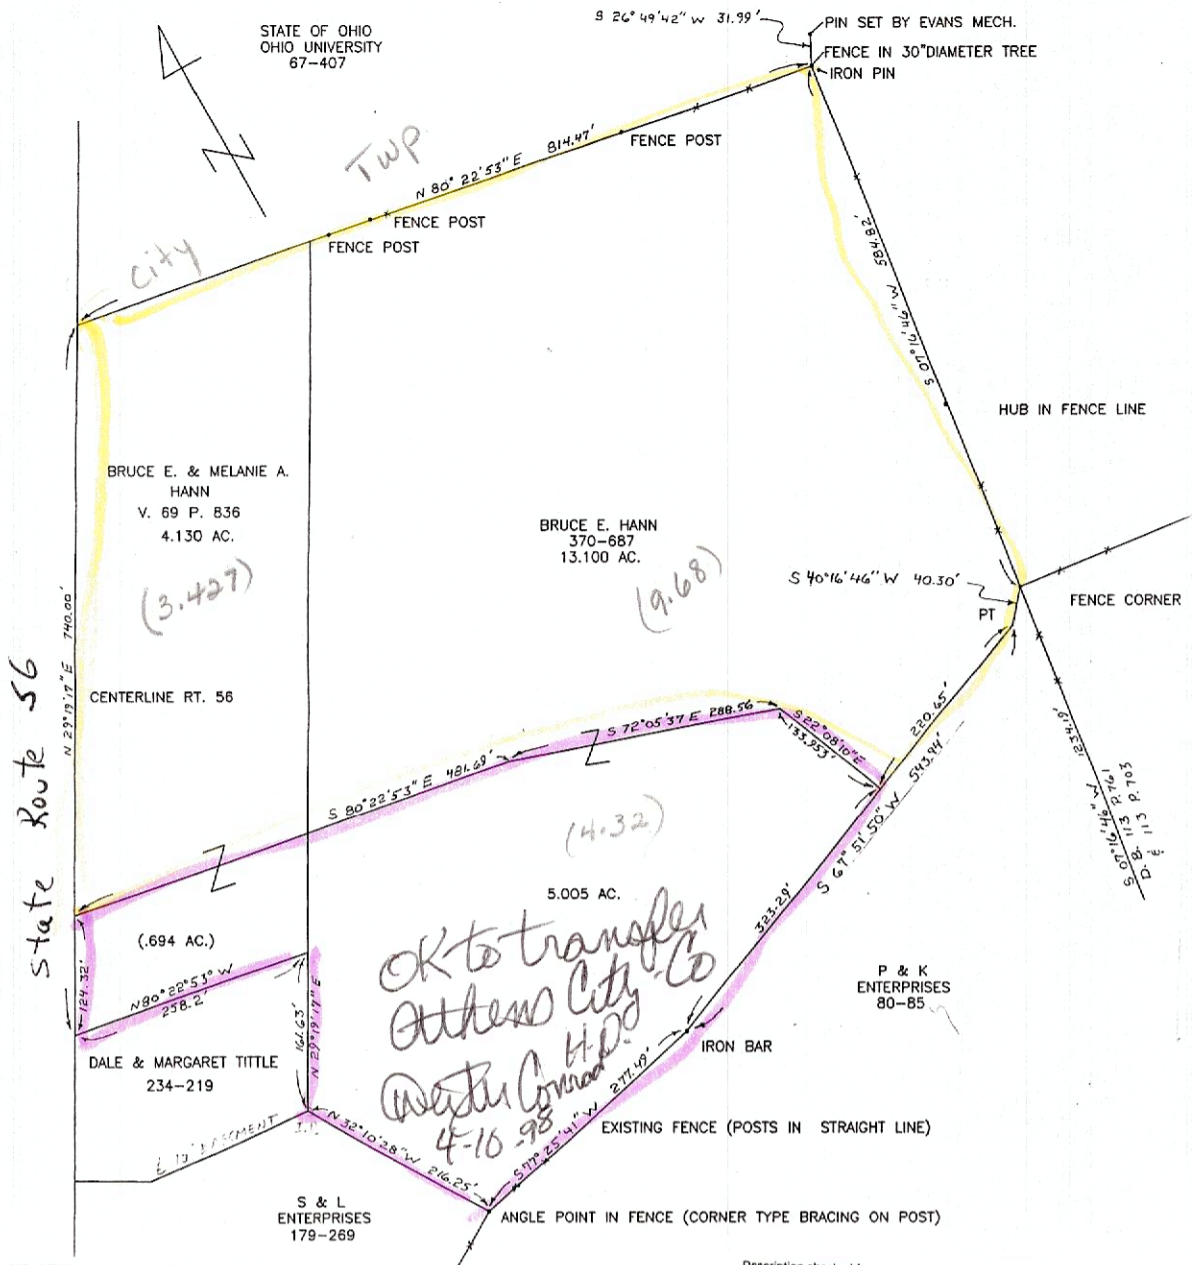 S 26° 49' 42" W 31.99'
PIN SET BY EVANS MECH.
STATE OF OHIO
OHIO UNIVERSITY
67-407
FENCE IN 30"DIAMETER TREE
IRON PIN
TWP
N 80° 22' 53" E 814.47'
FENCE POST
FENCE POST
FENCE POST
City
584.82'
S 07° 16' 46" W
HUB IN FENCE LINE
BRUCE E. & MELANIE A.
HANN
V. 69 P. 836
4.130 AC.
(3.427)
BRUCE E. HANN
370-687
13.100 AC.
(9.68)
S 40° 16' 46" W 40.30'
PT
FENCE CORNER
N 29° 19' 17" E 740.00'
State Route 56
CENTERLINE RT. 56
S 72° 05' 37 E 288.56
S 22° 08' 10" E
133.953'
220.65'
543.94'
1234.19'
S 07° 16' 46" W
D.B. 113 P. 761
& 113 P. 703
S 80° 22' 53" E 481.69'
Z
Z
(4.32)
S 67° 51' 50" W
5.005 AC.
323.29'
(.694 AC.)
124.32'
N 80° 22' 53" W
258.2'
161.63'
N 29° 19' 17" E
OK to transfer
Athens City-Co
H.D.
Conrad
4-10-98
P & K
ENTERPRISES
80-85
DALE & MARGARET TITTLE
234-219
277.49'
IRON BAR
EASEMENT
N 32° 10' 28" W 216.25'
S 77° 25' 41" W
EXISTING FENCE (POSTS IN STRAIGHT LINE)
S & L
ENTERPRISES
179-269
ANGLE POINT IN FENCE (CORNER TYPE BRACING ON POST)